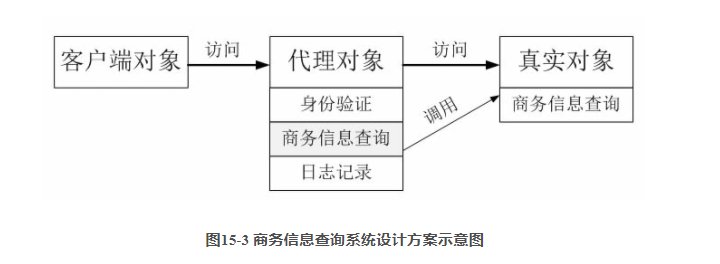 客户端对象
访问
代理对象
访问
真实对象
身份验证
商务信息查询
日志记录
调用
商务信息查询
图15-3 商务信息查询系统设计方案示意图